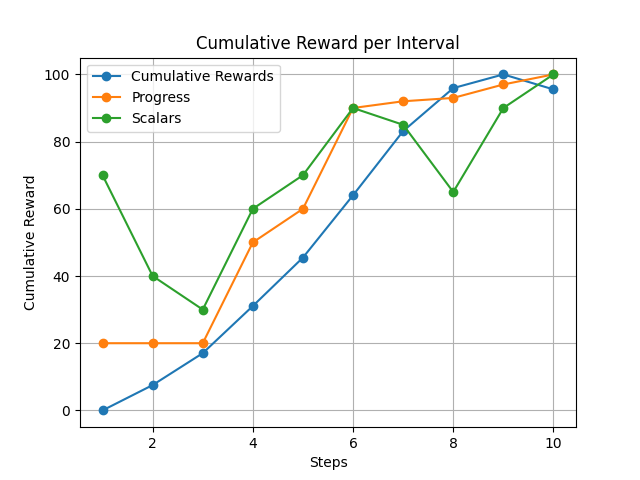 Cumulative Reward per Interval
Cumulative Rewards
Progress
Scalars
100
80
60
40
20
0
Cumulative Reward
2 4 6 8 10
Steps